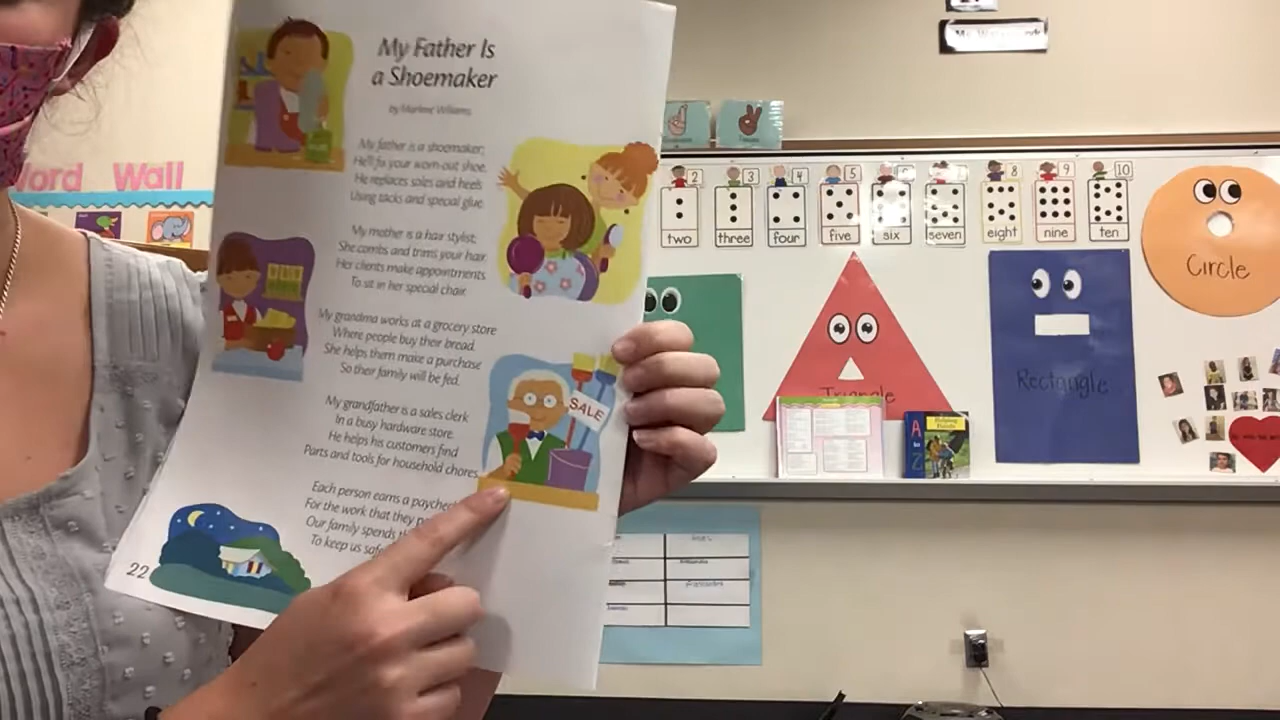 My Father Is
a Shoemaker
by Marlene Williams
My father is a shoemaker;
He'll fix your worn-out shoe.
He replaces soles and heels
Using tacks and special glue.
My mother is a hair stylist;
She combs and trims your hair.
Her clients make appointments
To sit in her special chair.
My grandma works at a grocery store
Where people buy their bread.
She helps them make a purchase
So their family will be fed.
My grandfather is a sales clerk
In a busy hardware store.
He helps his customers find
Parts and tools for household chores.
Each person earns a paycheck
For the work that they
Our family spends
To keep us safe
22
SALE
Word Wall
2 3 4 5 8 9 10
two three four five six seven eight nine ten
Circle
Triangle
Rectangle
A
Z